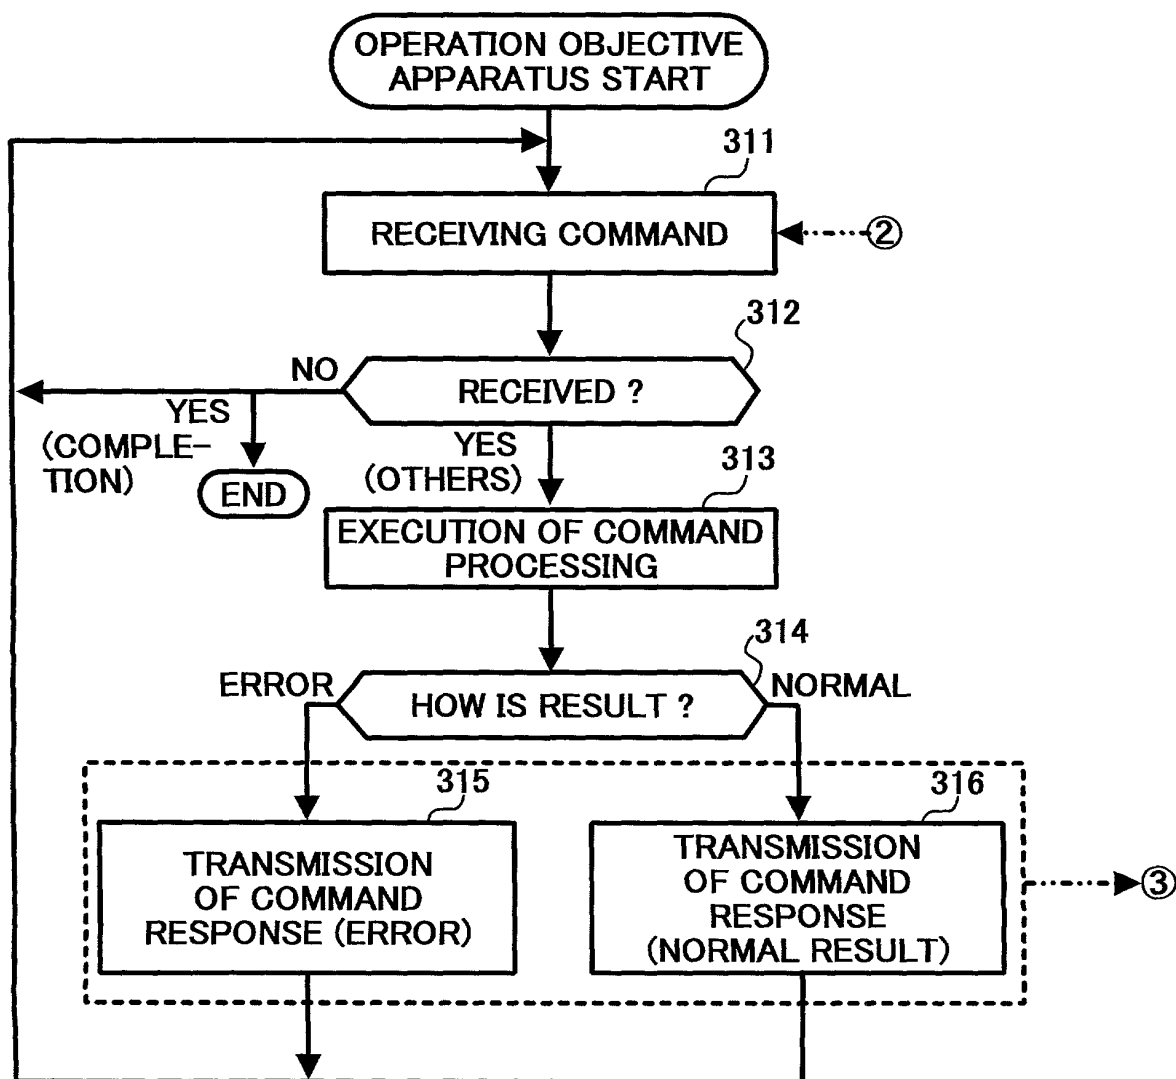 OPERATION OBJECTIVE
APPARATUS START
311
RECEIVING COMMAND
②
312
NO
RECEIVED ?
YES
(COMPLE-
TION)
END
YES
(OTHERS)
313
EXECUTION OF COMMAND
PROCESSING
314
ERROR
HOW IS RESULT ?
NORMAL
315
TRANSMISSION
OF COMMAND
RESPONSE (ERROR)
316
TRANSMISSION
OF COMMAND
RESPONSE
(NORMAL RESULT)
③